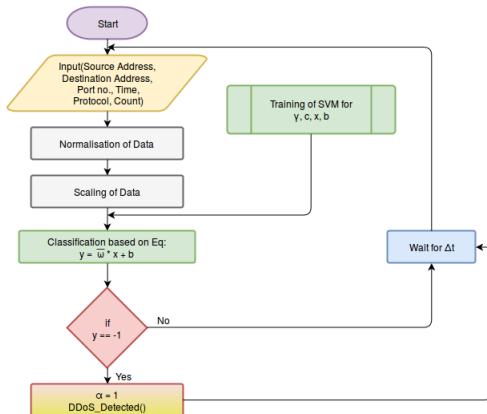 Start
Input(Source Address,
Destination Address,
Port no., Time,
Protocol, Count)
Training of SVM for
γ, c, x, b
Normalisation of Data
Scaling of Data
Classification based on Eq:
y = ω̅ * x + b
Wait for Δt
if
y == -1
No
Yes
α = 1
DDoS_Detected()